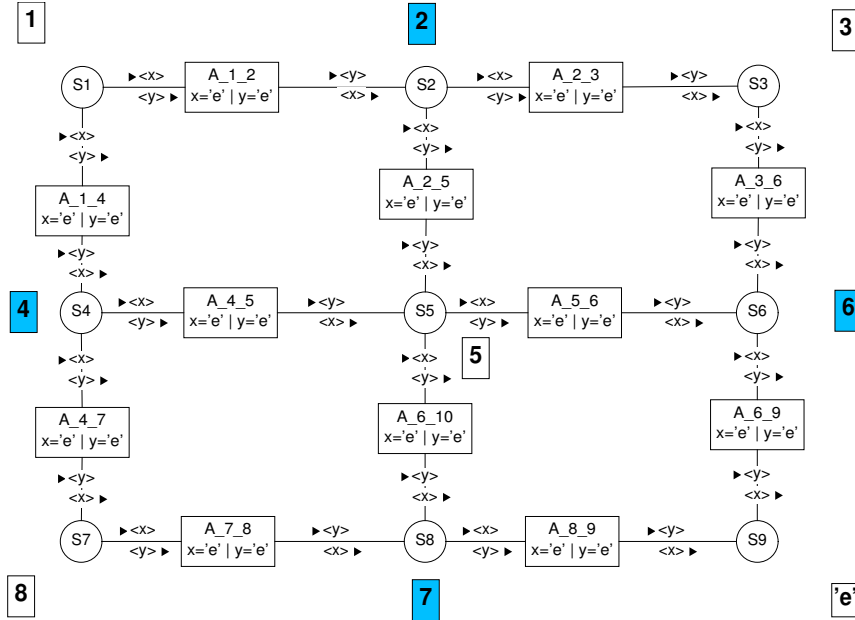 1 2 3
S1 ▶<x> <y>▶ A_1_2 x='e' | y='e' ▶<y> <x>▶ S2 ▶<x> <y>▶ A_2_3 x='e' | y='e' ▶<y> <x>▶ S3
▶<x> ▶<x> ▶<x>
<y>▶ <y>▶ <y>▶
A_1_4 A_2_5 A_3_6
x='e' | y='e' x='e' | y='e' x='e' | y='e'
▶<y> ▶<y> ▶<y>
<x>▶ <x>▶ <x>▶
4 S4 ▶<x> <y>▶ A_4_5 x='e' | y='e' ▶<y> <x>▶ S5 ▶<x> <y>▶ A_5_6 x='e' | y='e' ▶<y> <x>▶ S6 6
5
▶<x> ▶<x> ▶<x>
<y>▶ <y>▶ <y>▶
A_4_7 A_6_10 A_6_9
x='e' | y='e' x='e' | y='e' x='e' | y='e'
▶<y> ▶<y> ▶<y>
<x>▶ <x>▶ <x>▶
S7 ▶<x> <y>▶ A_7_8 x='e' | y='e' ▶<y> <x>▶ S8 ▶<x> <y>▶ A_8_9 x='e' | y='e' ▶<y> <x>▶ S9
8 7 'e'